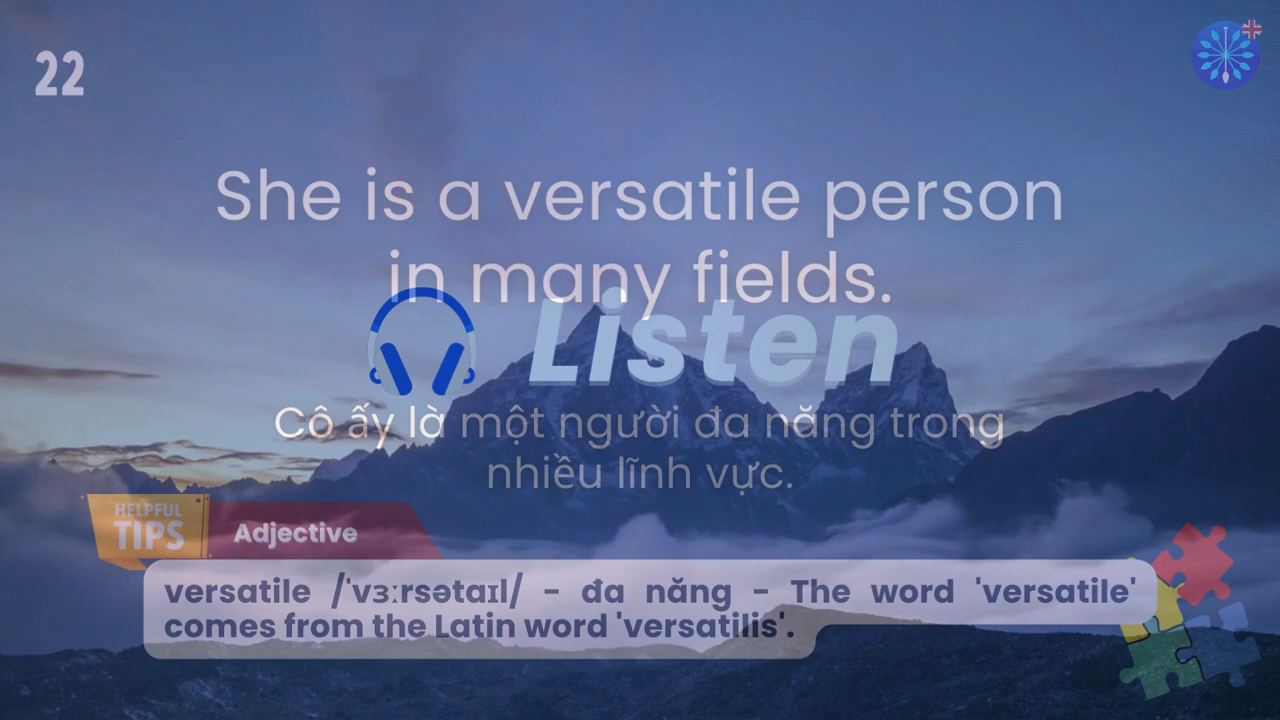 22
She is a versatile person
in many fields.
Listen
Cô ấy là một người đa năng trong
nhiều lĩnh vực.
HELPFUL
TIPS
Adjective
versatile /ˈvɜːrsətaɪl/ - đa năng - The word 'versatile'
comes from the Latin word 'versatilis'.